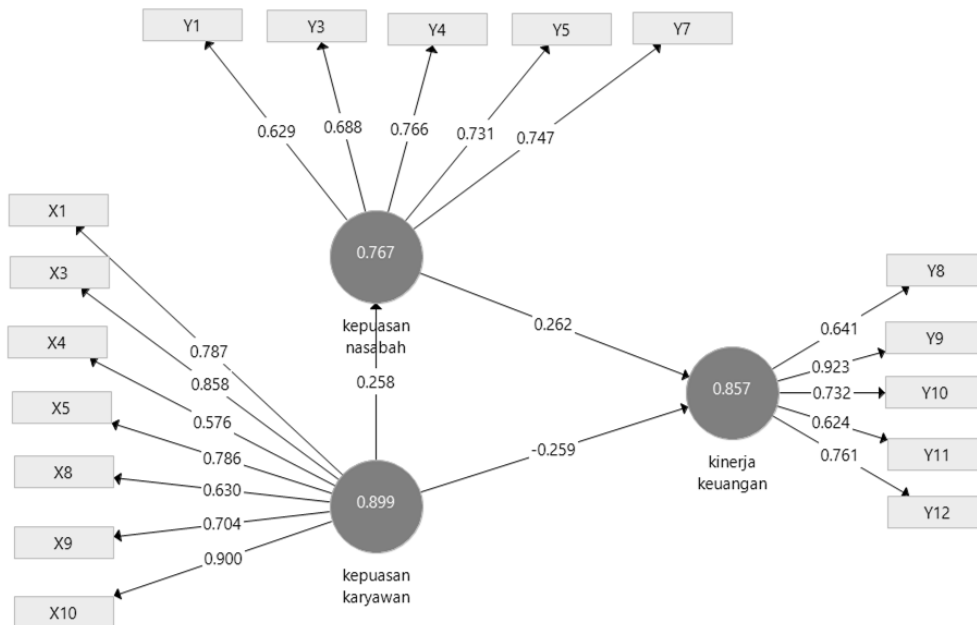 Y1
Y3
Y4
Y5
Y7
0.629
0.688
0.766
0.731
0.747
X1
X3
X4
X5
X8
X9
X10
0.787
0.858
0.576
0.786
0.630
0.704
0.900
0.767
kepuasan
nasabah
0.258
0.899
kepuasan
karyawan
0.262
-0.259
0.857
kinerja
keuangan
0.641
0.923
0.732
0.624
0.761
Y8
Y9
Y10
Y11
Y12